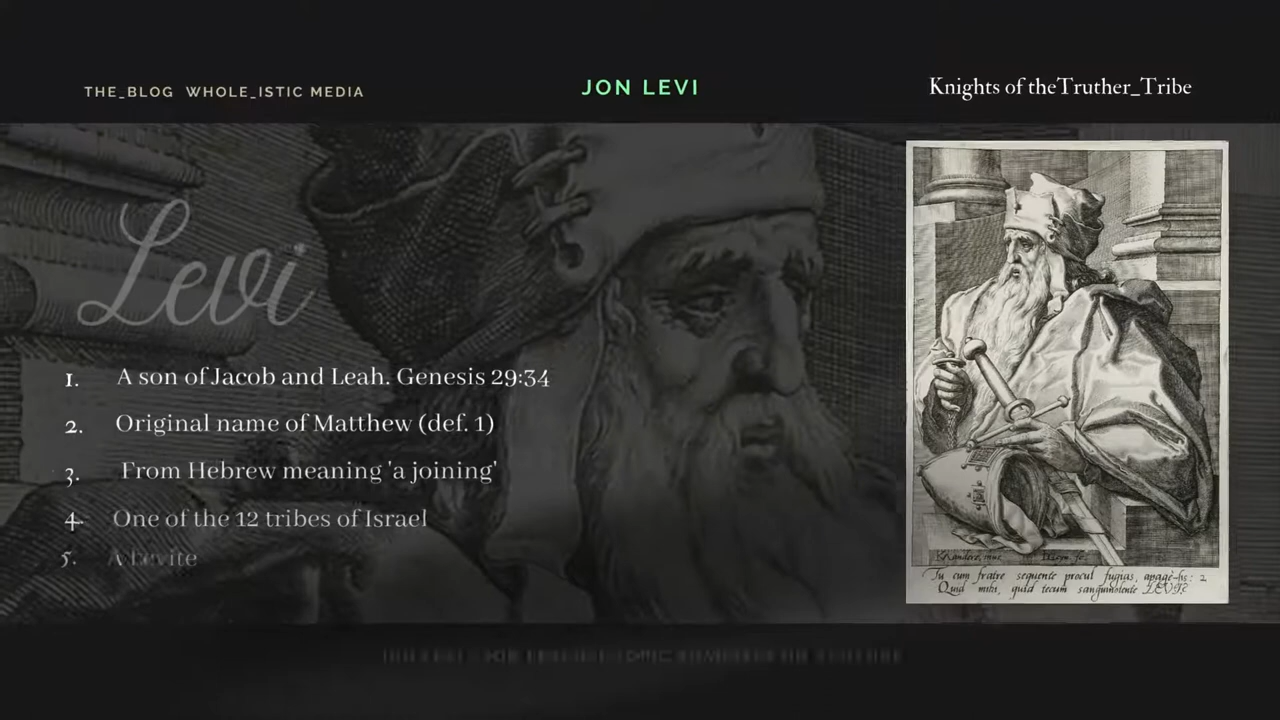 THE_BLOG WHOLE_ISTIC MEDIA
JON LEVI
Knights of theTruther_Tribe
Levi
1. A son of Jacob and Leah. Genesis 29:34
2. Original name of Matthew (def. 1)
3. From Hebrew meaning 'a joining'
4. One of the 12 tribes of Israel
5. A Levite
Tu cum fratre sequente procul fugias, apagè-sis: 2
Quid mihi, quid tecum sanguinolente LEVI?